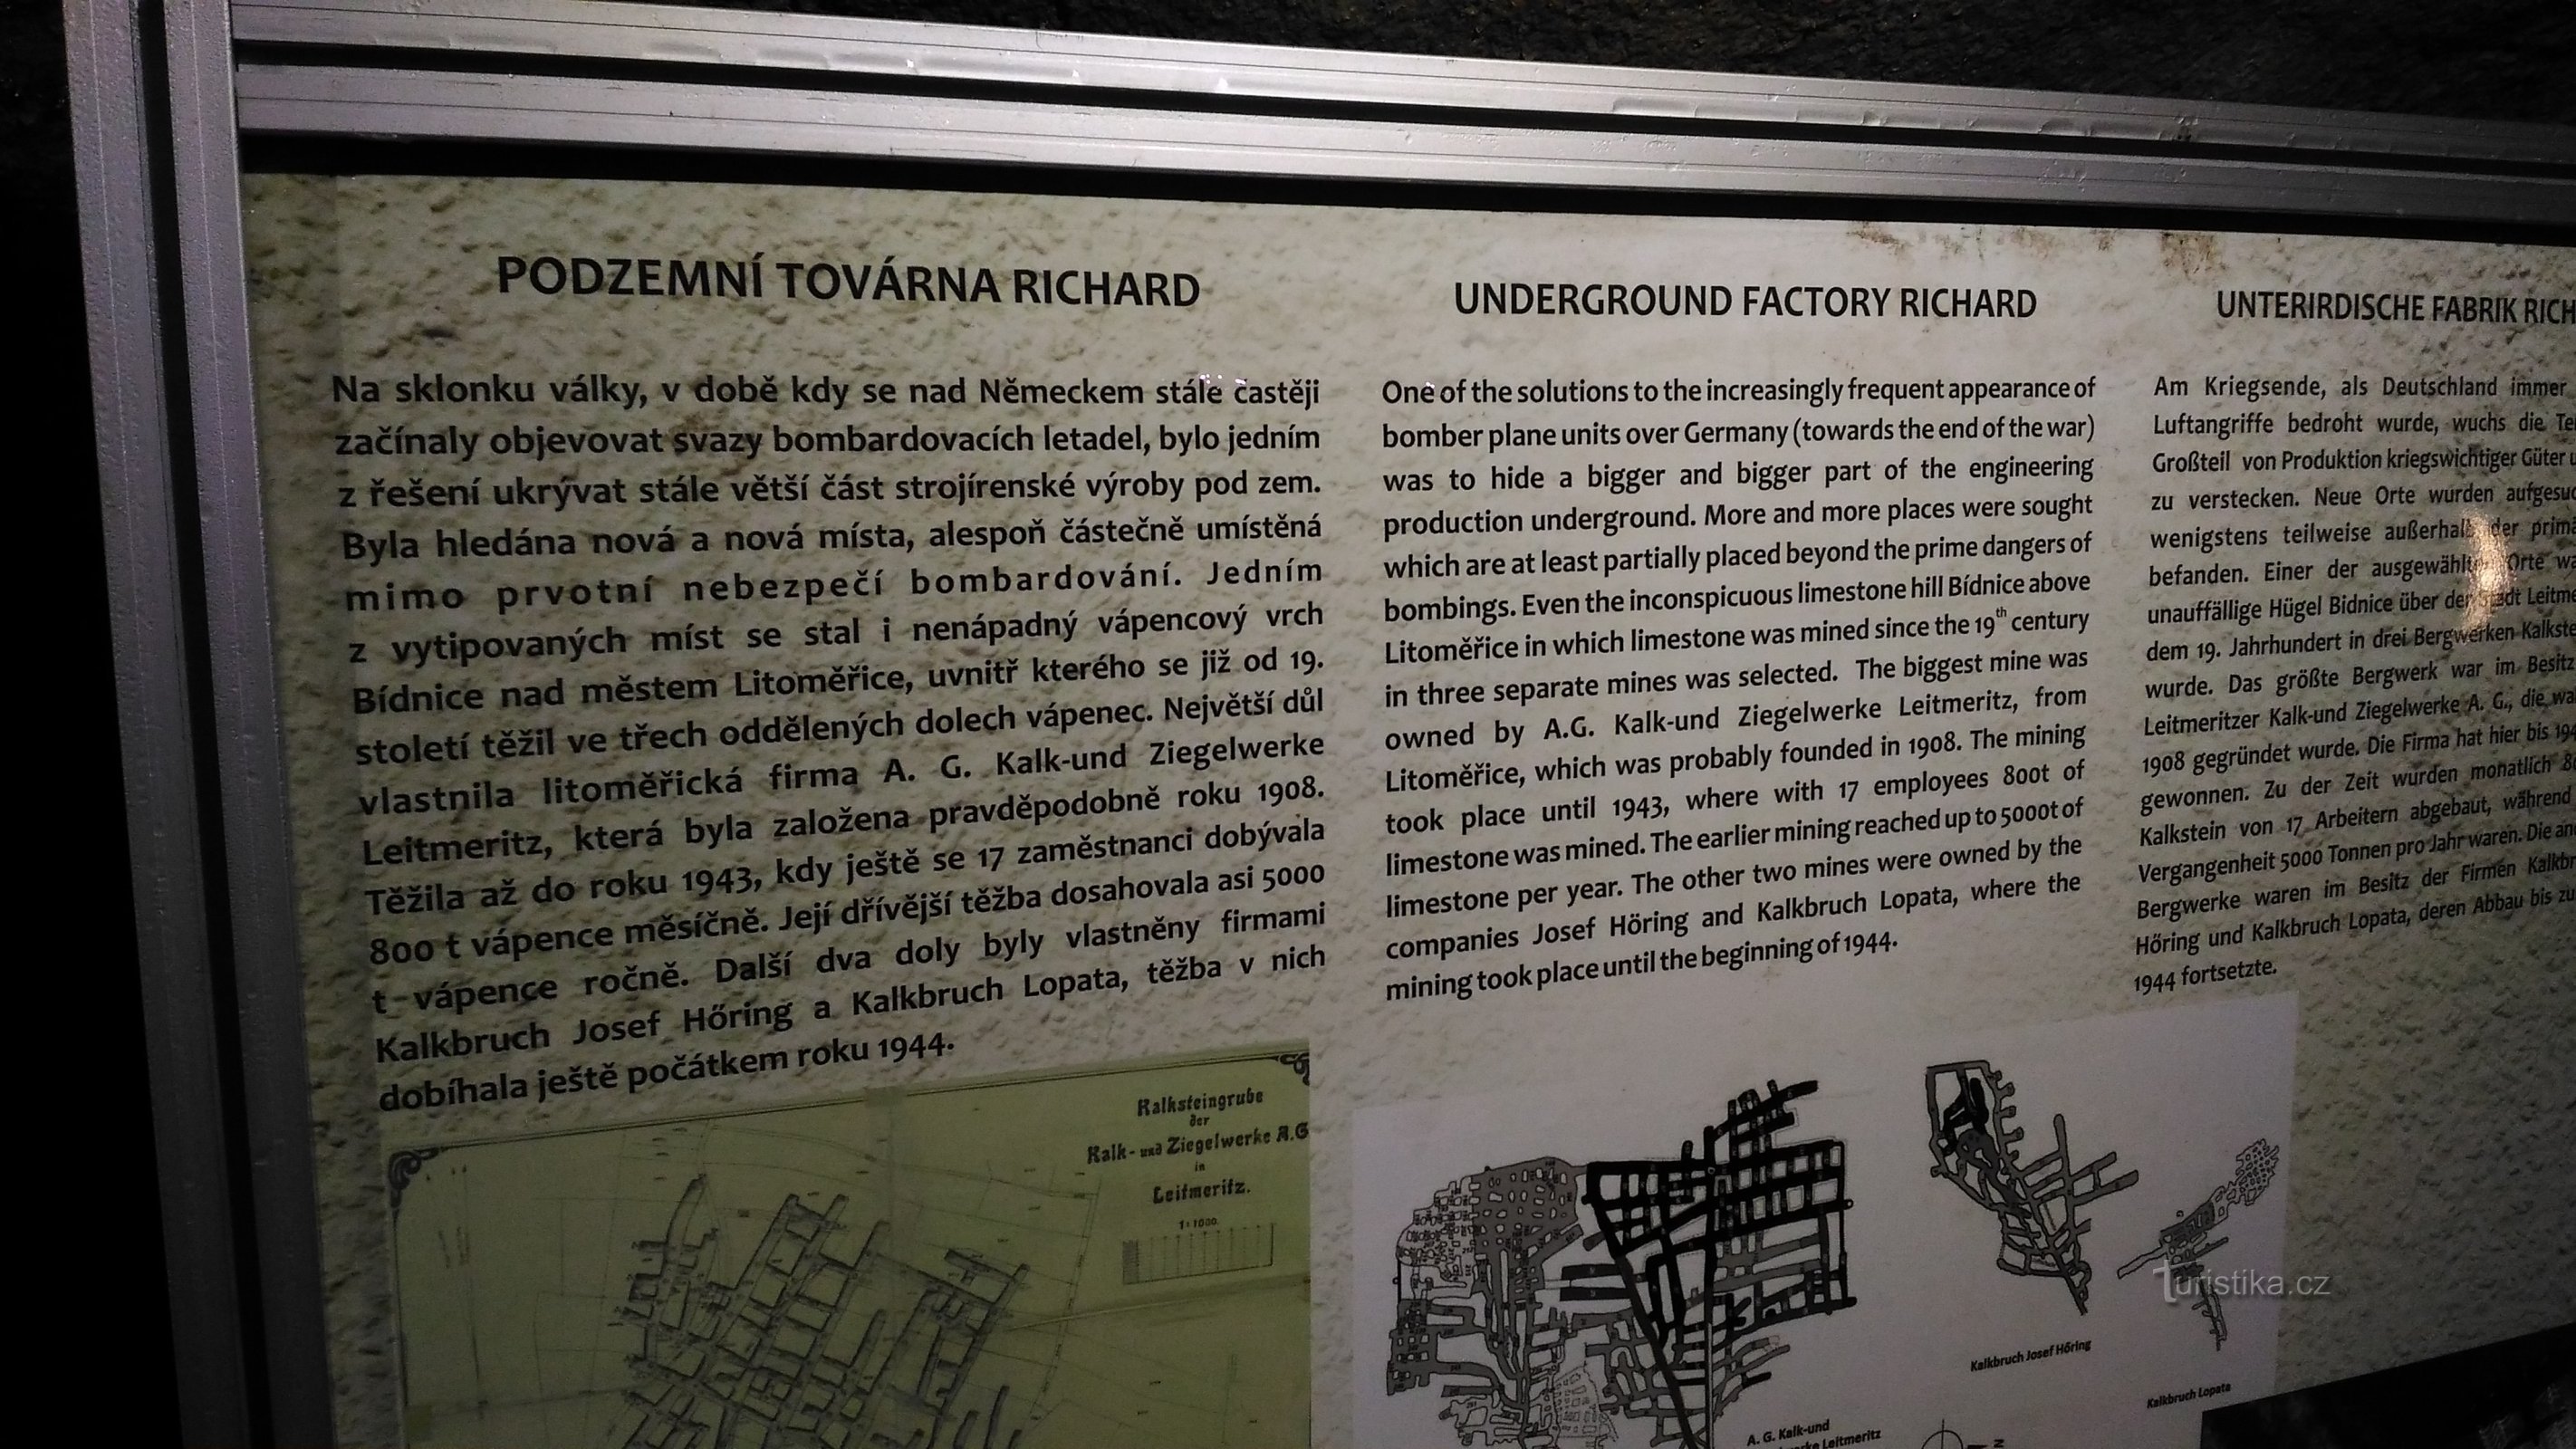 PODZEMNÍ TOVÁRNA RICHARD
Na sklonku války, v době kdy se nad Německem stále častěji
začínaly objevovat svazy bombardovacích letadel, bylo jedním
z řešení ukrývat stále větší část strojírenské výroby pod zem.
Byla hledána nová a nová místa, alespoň částečně umístěná
mimo prvotní nebezpečí bombardování. Jedním
z vytipovaných míst se stal i nenápadný vápencový vrch
Bídnice nad městem Litoměřice, uvnitř kterého se již od 19.
století těžil ve třech oddělených dolech vápenec. Největší důl
vlastnila litoměřická firma A. G. Kalk-und Ziegelwerke
Leitmeritz, která byla založena pravděpodobně roku 1908.
Těžila až do roku 1943, kdy ještě se 17 zaměstnanci dobývala
800 t vápence měsíčně. Její dřívější těžba dosahovala asi 5000
t vápence ročně. Další dva doly byly vlastněny firmami
Kalkbruch Josef Hőring a Kalkbruch Lopata, těžba v nich
dobíhala ještě počátkem roku 1944.
UNDERGROUND FACTORY RICHARD
One of the solutions to the increasingly frequent appearance of
bomber plane units over Germany (towards the end of the war)
was to hide a bigger and bigger part of the engineering
production underground. More and more places were sought
which are at least partially placed beyond the prime dangers of
bombings. Even the inconspicuous limestone hill Bídnice above
Litoměřice in which limestone was mined since the 19th century
in three separate mines was selected. The biggest mine was
owned by A.G. Kalk-und Ziegelwerke Leitmeritz, from
Litoměřice, which was probably founded in 1908. The mining
took place until 1943, where with 17 employees 800t of
limestone was mined. The earlier mining reached up to 5000t of
limestone per year. The other two mines were owned by the
companies Josef Höring and Kalkbruch Lopata, where the
mining took place until the beginning of 1944.
UNTERIRDISCHE FABRIK RICH
Am Kriegsende, als Deutschland immer
Luftangriffe bedroht wurde, wuchs die
Großteil von Produktion kriegswichtiger Güter
zu verstecken. Neue Orte wurden
wenigstens teilweise außerhalb der
befanden. Einer der Orte
unauffällige Hügel Bidnice über der Stadt
dem 19. Jahrhundert in drei Bergwerken
wurde. Das größte Bergwerk war im Besitz
Leitmeritzer Kalk-und Ziegelwerke A. G., die
1908 gegründet wurde. Die Firma hat hier bis
gewonnen. Zu der Zeit wurden monatlich
Kalkstein von 17 Arbeitern abgebaut, während
Vergangenheit 5000 Tonnen pro Jahr waren. Die
Bergwerke waren im Besitz der Firmen
Hőring und Kalkbruch Lopata, deren Abbau bis
1944 fortsetzte.
Kalksteingrube
der
Kalk- und Ziegelwerke A.G
in
Leitmeritz.
1:1000.
Kalkbruch Josef Hőring
Kalkbruch Lopata
A. G. Kalk-und
Leitmeritz
N
Turistika.cz